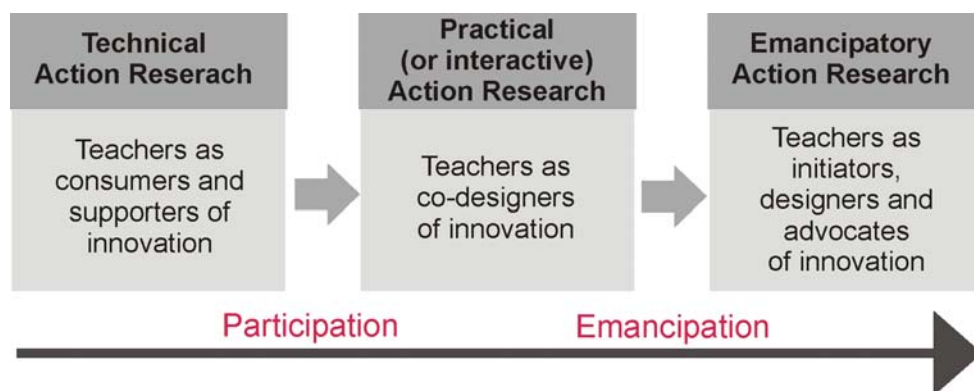 Technical
Action Reserach
Teachers as
consumers and
supporters of
innovation
Practical
(or interactive)
Action Research
Teachers as
co-designers
of innovation
Emancipatory
Action Research
Teachers as
initiators,
designers and
advocates
of innovation
Participation
Emancipation